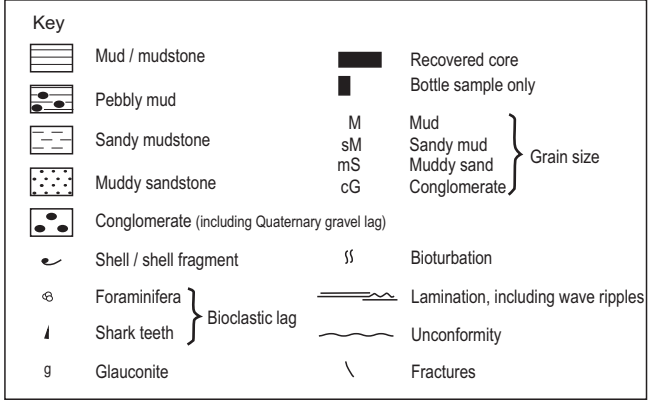 Key
Mud / mudstone
Pebbly mud
Sandy mudstone
Muddy sandstone
Conglomerate (including Quaternary gravel lag)
Shell / shell fragment
Foraminifera
Shark teeth
Bioclastic lag
g Glauconite
Recovered core
Bottle sample only
M Mud
sM Sandy mud
mS Muddy sand
cG Conglomerate
Grain size
Bioturbation
Lamination, including wave ripples
Unconformity
Fractures